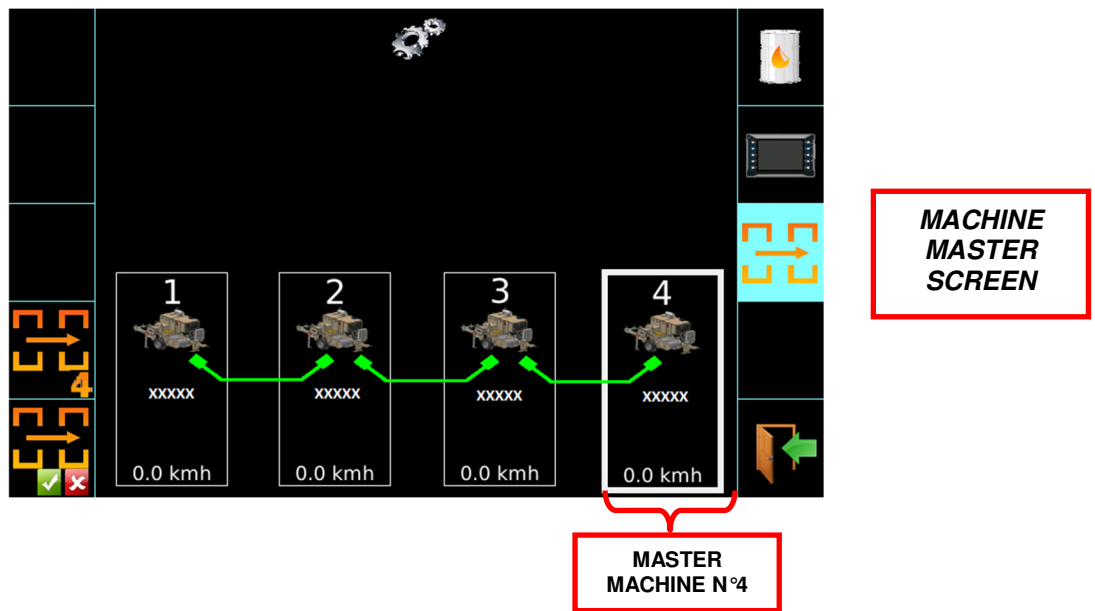 MACHINE
MASTER
SCREEN
1 2 3 4
xxxxx xxxxx xxxxx xxxxx
4
0.0 kmh 0.0 kmh 0.0 kmh 0.0 kmh
MASTER
MACHINE N°4